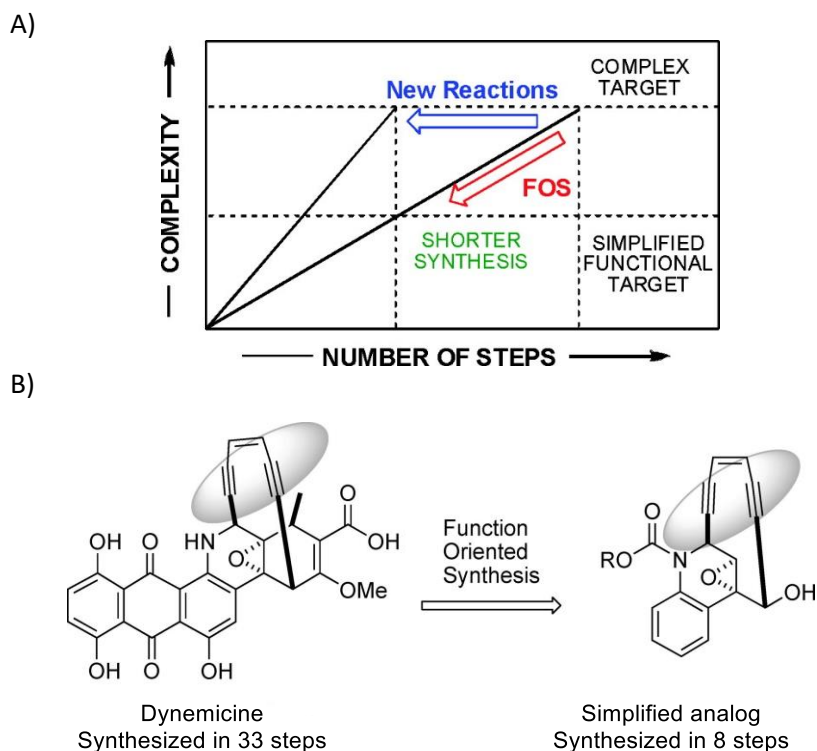 A)
COMPLEXITY
New Reactions
COMPLEX
TARGET
FOS
SHORTER
SYNTHESIS
SIMPLIFIED
FUNCTIONAL
TARGET
NUMBER OF STEPS
B)
OH
O
HN
O
O
OH
OMe
OH
O
OH
Function
Oriented
Synthesis
O
RO
N
O
OH
Dynemicine
Synthesized in 33 steps
Simplified analog
Synthesized in 8 steps